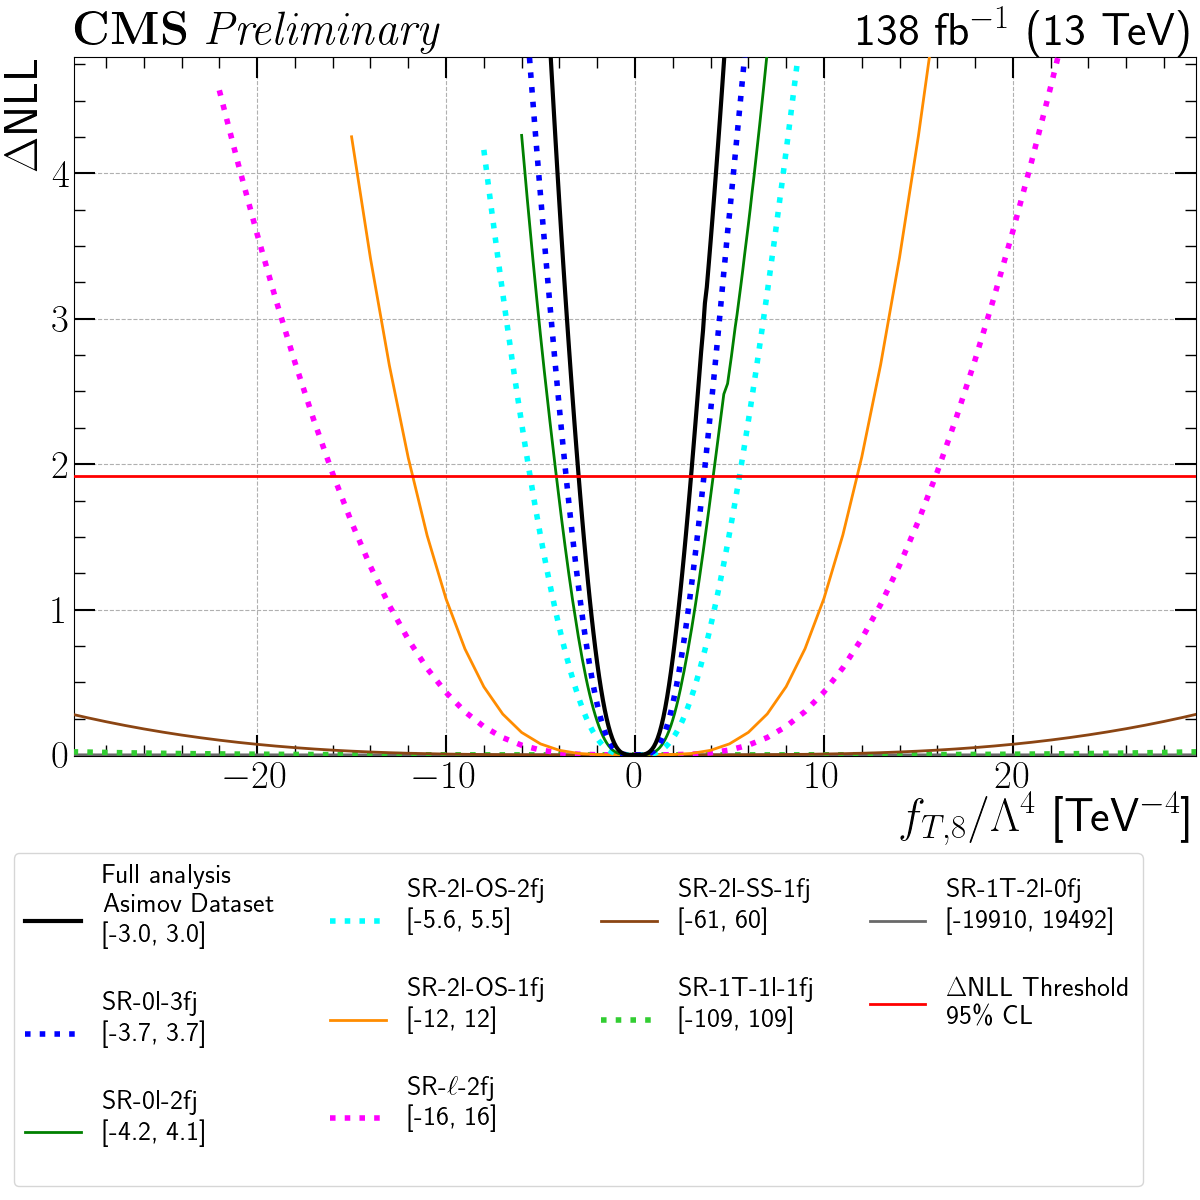 CMS Preliminary
138 fb⁻¹ (13 TeV)
ΔNLL
4
3
2
1
0
−20 −10 0 10 20
f_{T,8}/Λ⁴ [TeV⁻⁴]
Full analysis
Asimov Dataset
[-3.0, 3.0]
SR-0l-3fj
[-3.7, 3.7]
SR-0l-2fj
[-4.2, 4.1]
SR-2l-OS-2fj
[-5.6, 5.5]
SR-2l-OS-1fj
[-12, 12]
SR-ℓ-2fj
[-16, 16]
SR-2l-SS-1fj
[-61, 60]
SR-1T-1l-1fj
[-109, 109]
SR-1T-2l-0fj
[-19910, 19492]
ΔNLL Threshold
95% CL